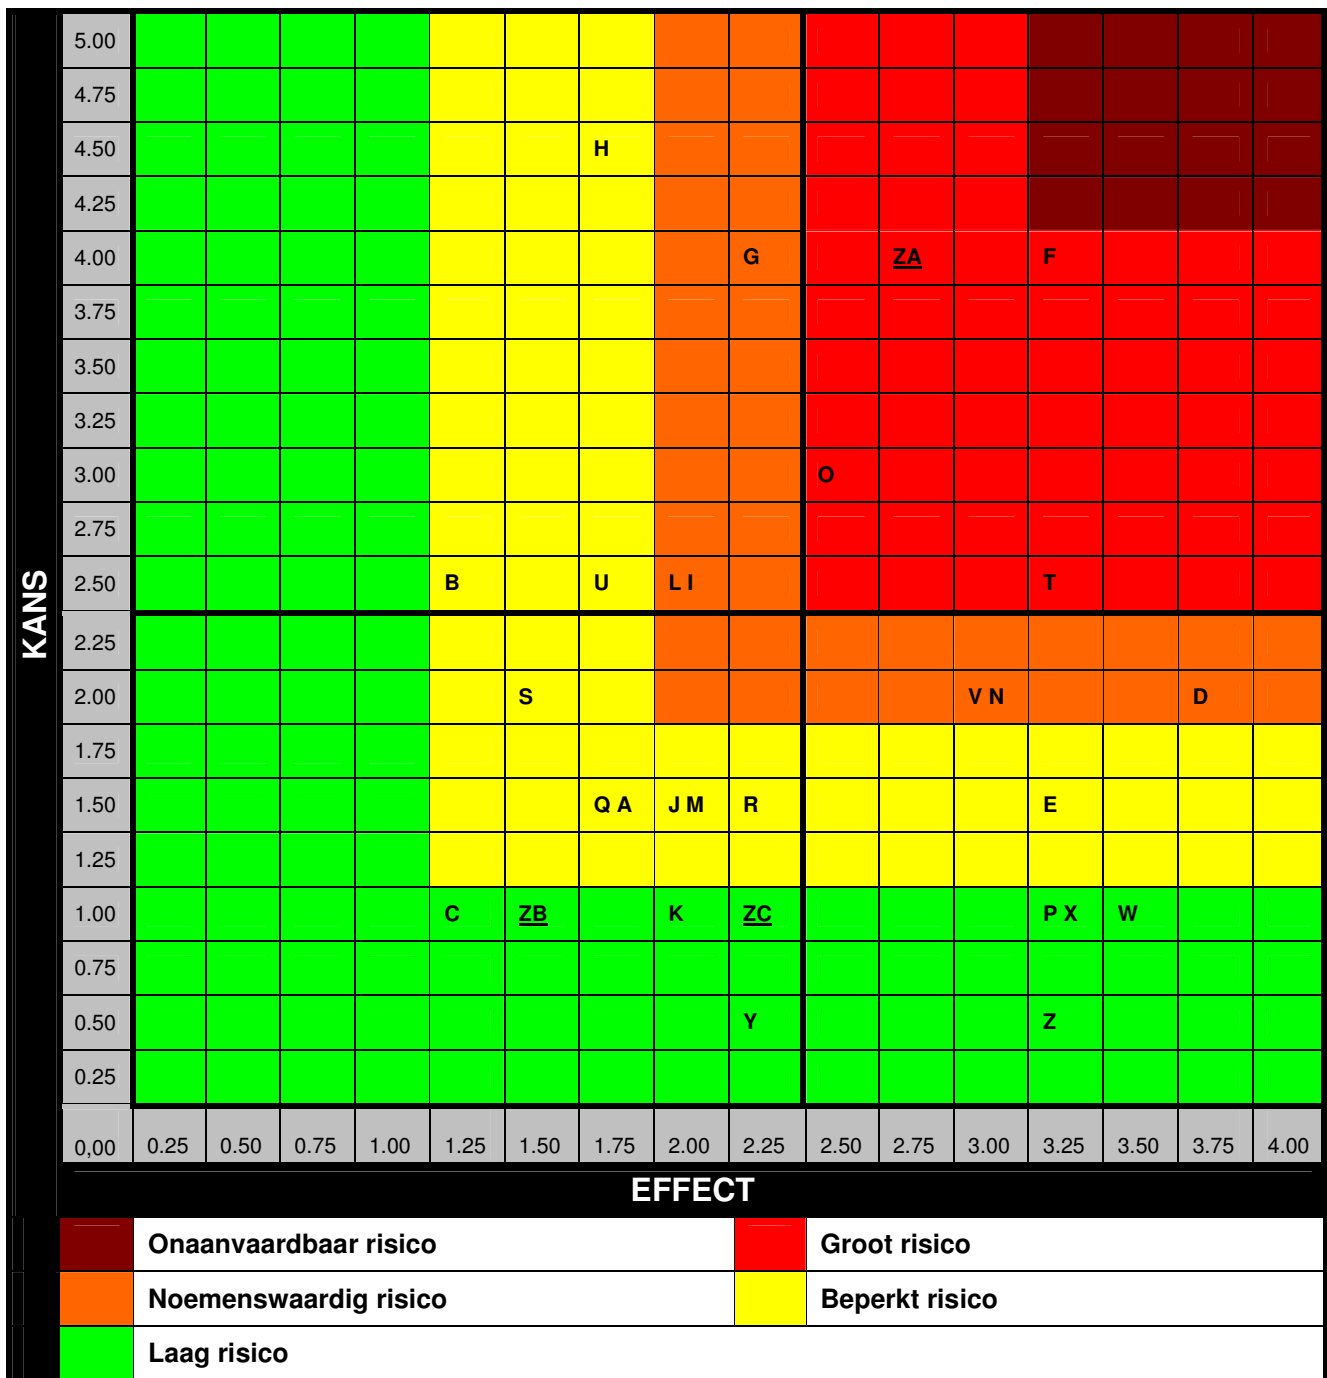 5.00
4.75
4.50 H
4.25
4.00 G ZA F
3.75
3.50
3.25
3.00 O
2.75
2.50 B U L I T
KANS
2.25
2.00 S V N D
1.75
1.50 Q A J M R E
1.25
1.00 C ZB K ZC P X W
0.75
0.50 Y Z
0.25
0,00 0.25 0.50 0.75 1.00 1.25 1.50 1.75 2.00 2.25 2.50 2.75 3.00 3.25 3.50 3.75 4.00
EFFECT
Onaanvaardbaar risico Groot risico
Noemenswaardig risico Beperkt risico
Laag risico